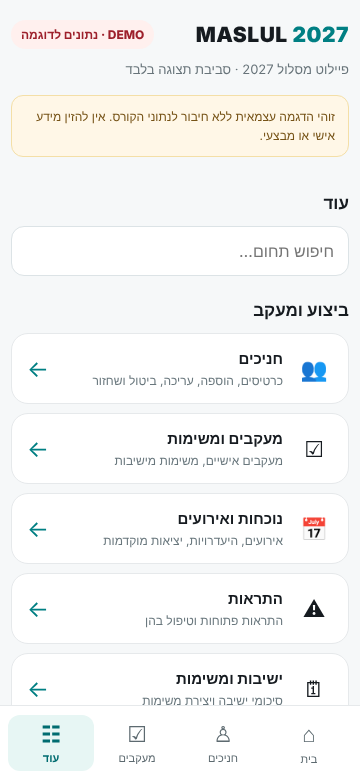 MASLUL 2027
DEMO · נתונים לדוגמה
פיילוט מסלול 2027 · סביבת תצוגה בלבד
זוהי הדגמה עצמאית ללא חיבור לנתוני הקורס. אין להזין מידע
אישי או מבצעי.
עוד
חיפוש תחום...
ביצוע ומעקב
חניכים
כרטיסים, הוספה, עריכה, ביטול ושחזור
מעקבים ומשימות
מעקבים אישיים, משימות מישיבות
נוכחות ואירועים
אירועים, היעדרויות, יציאות מוקדמות
התראות
התראות פתוחות וטיפול בהן
ישיבות ומשימות
סיכומי ישיבה ויצירת משימות
בית
חניכים
מעקבים
עוד